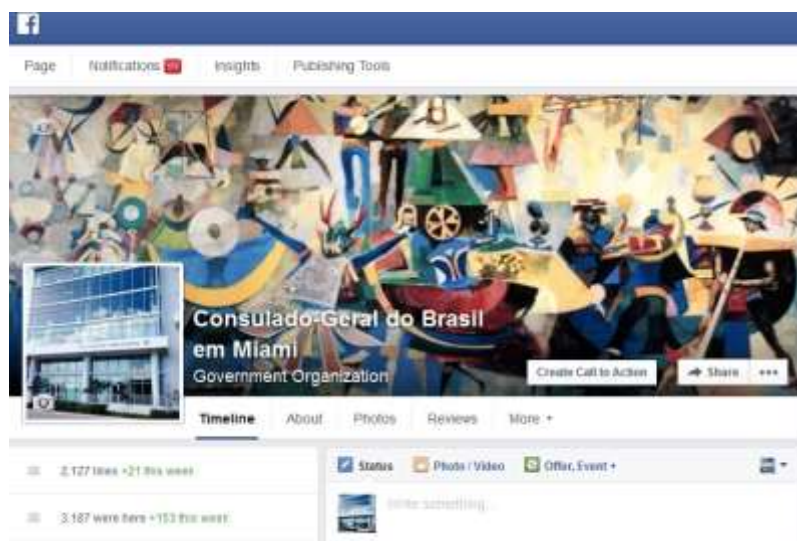 f
Page Notifications Insights Publishing Tools
Consulado-Geral do Brasil
em Miami
Government Organization
Create Call to Action Share
Timeline About Photos Reviews More
Status Photo / Video Offer, Event +
2.127 likes +21 this week
3.187 were here +153 this week
Write something...